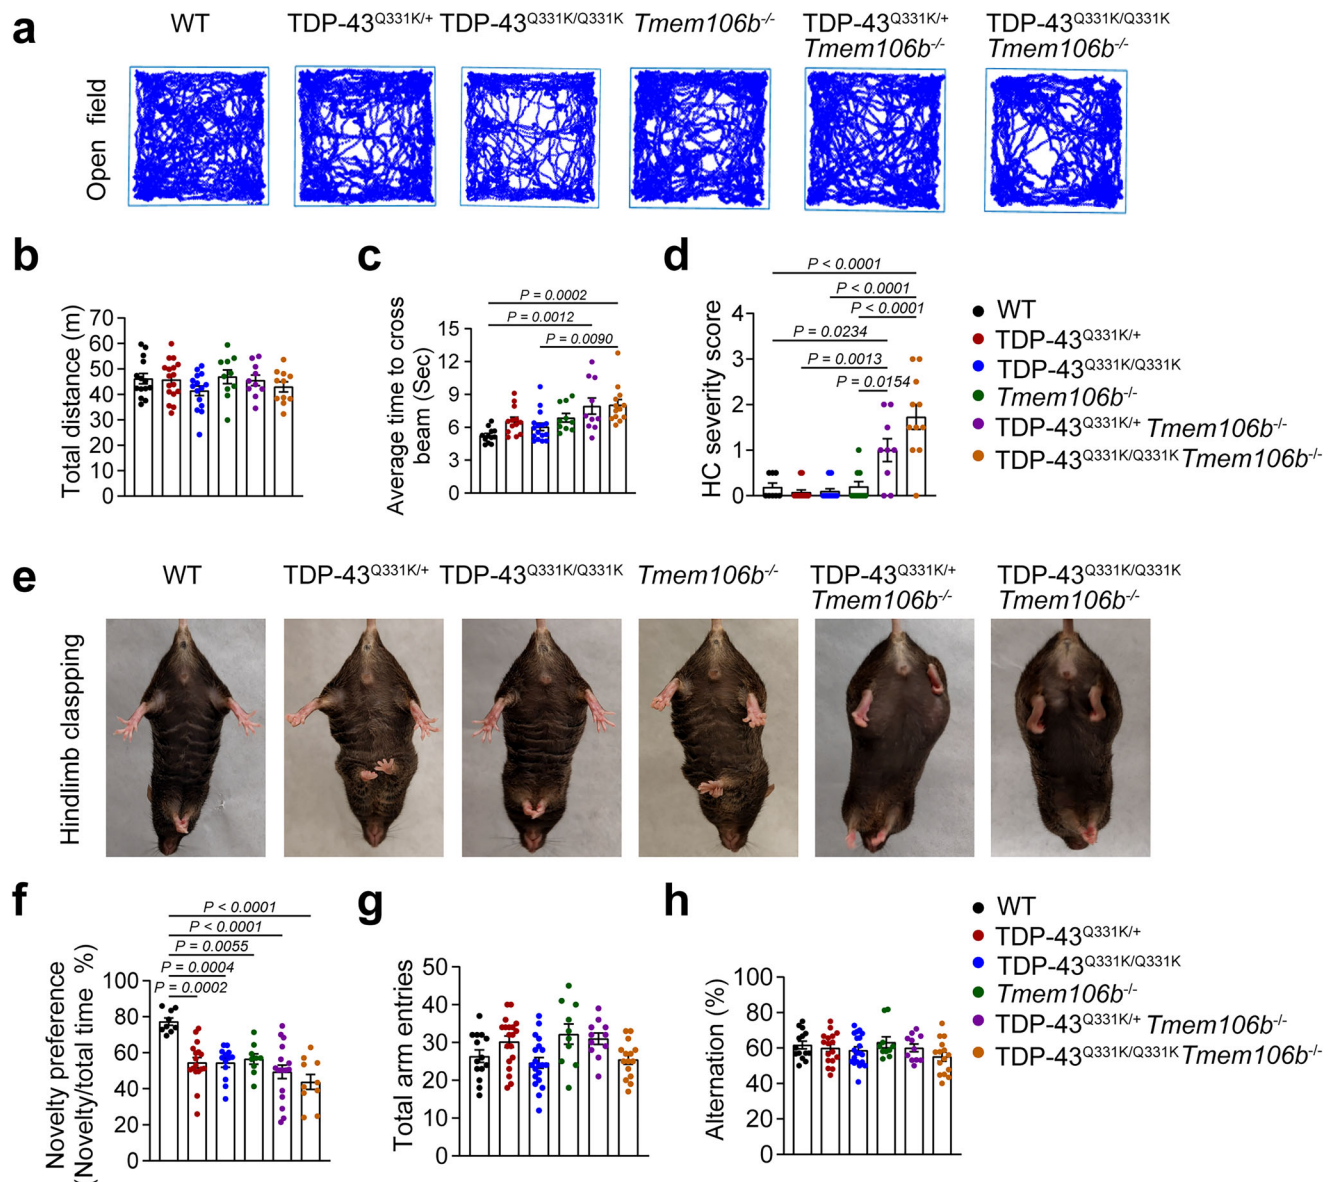 a
WT
TDP-43Q331K/+
TDP-43Q331K/Q331K
Tmem106b-/-
TDP-43Q331K/+
Tmem106b-/-
TDP-43Q331K/Q331K
Tmem106b-/-
Open field
b
Total distance (m)
70
60
50
40
30
20
10
0
c
Average time to cross
beam (Sec)
15
12
9
6
3
0
P = 0.0002
P = 0.0012
P = 0.0090
d
HC severity score
4
3
2
1
0
P < 0.0001
P < 0.0001
P < 0.0001
P = 0.0234
P = 0.0013
P = 0.0154
WT
TDP-43Q331K/+
TDP-43Q331K/Q331K
Tmem106b-/-
TDP-43Q331K/+ Tmem106b-/-
TDP-43Q331K/Q331K Tmem106b-/-
e
WT
TDP-43Q331K/+
TDP-43Q331K/Q331K
Tmem106b-/-
TDP-43Q331K/+
Tmem106b-/-
TDP-43Q331K/Q331K
Tmem106b-/-
Hindlimb claspping
f
Novelty preference
(Novelty/total time %)
100
80
60
40
20
0
P < 0.0001
P < 0.0001
P = 0.0055
P = 0.0004
P = 0.0002
g
Total arm entries
50
40
30
20
10
0
h
Alternation (%)
100
80
60
40
20
0
WT
TDP-43Q331K/+
TDP-43Q331K/Q331K
Tmem106b-/-
TDP-43Q331K/+ Tmem106b-/-
TDP-43Q331K/Q331K Tmem106b-/-